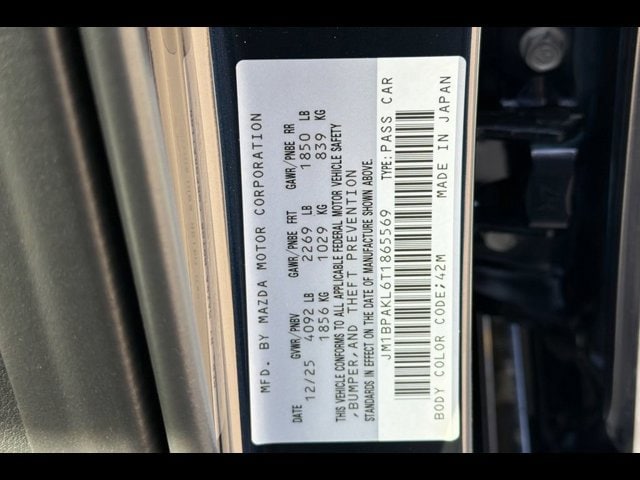 MFD. BY MAZDA MOTOR CORPORATION
DATE GVWR/PNBV GAWR/PNBE FRT GAWR/PNBE RR
12/25 4092 LB 2269 LB 1850 LB
1856 KG 1029 KG 839 KG
THIS VEHICLE CONFORMS TO ALL APPLICABLE FEDERAL MOTOR VEHICLE SAFETY
,BUMPER,AND THEFT PREVENTION
STANDARDS IN EFFECT ON THE DATE OF MANUFACTURE SHOWN ABOVE.
JM1BPAKL6T1865569 TYPE: PASS CAR
BODY COLOR CODE;42M MADE IN JAPAN